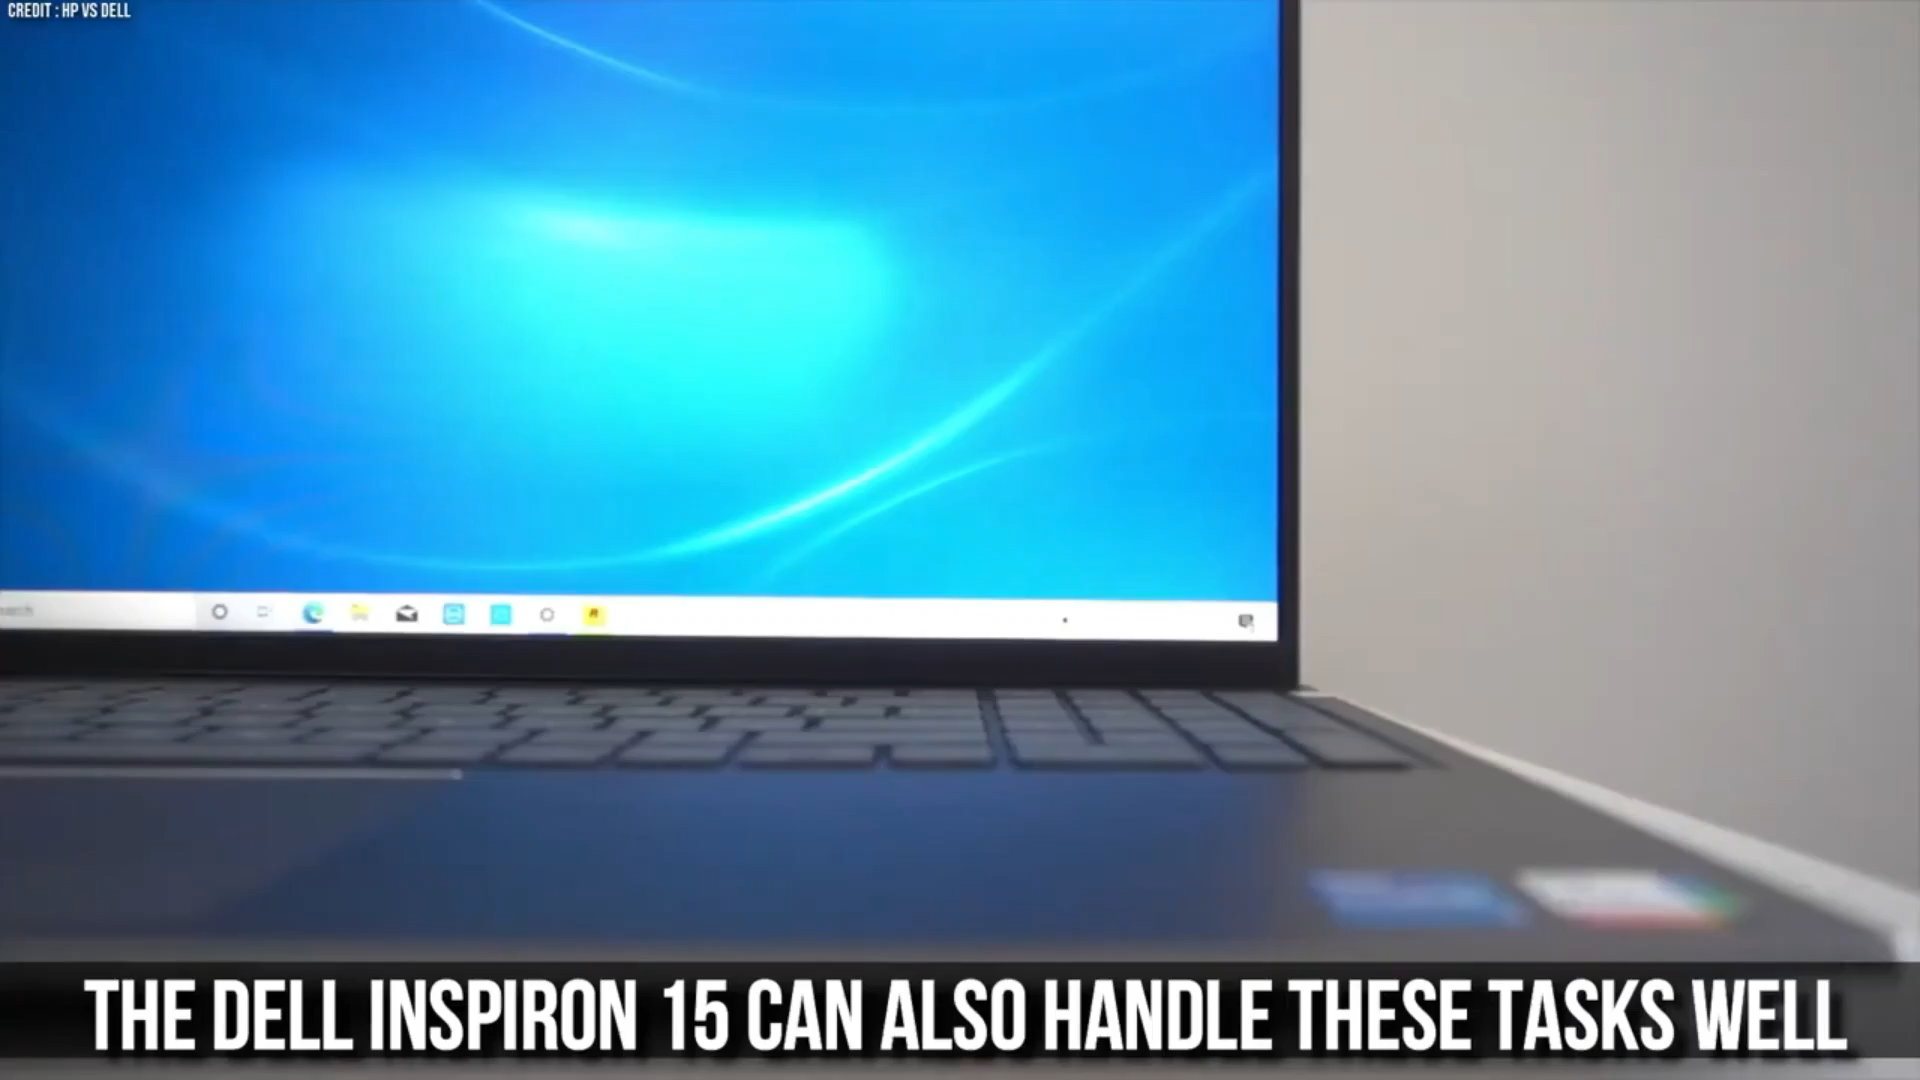 CREDIT : HP VS DELL
THE DELL INSPIRON 15 CAN ALSO HANDLE THESE TASKS WELL